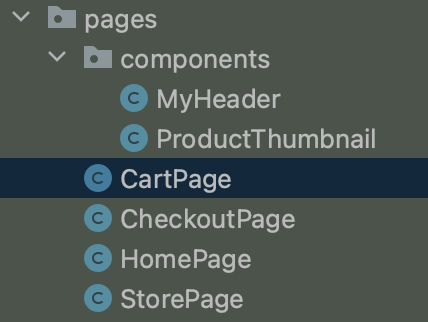 pages
components
MyHeader
ProductThumbnail
CartPage
CheckoutPage
HomePage
StorePage